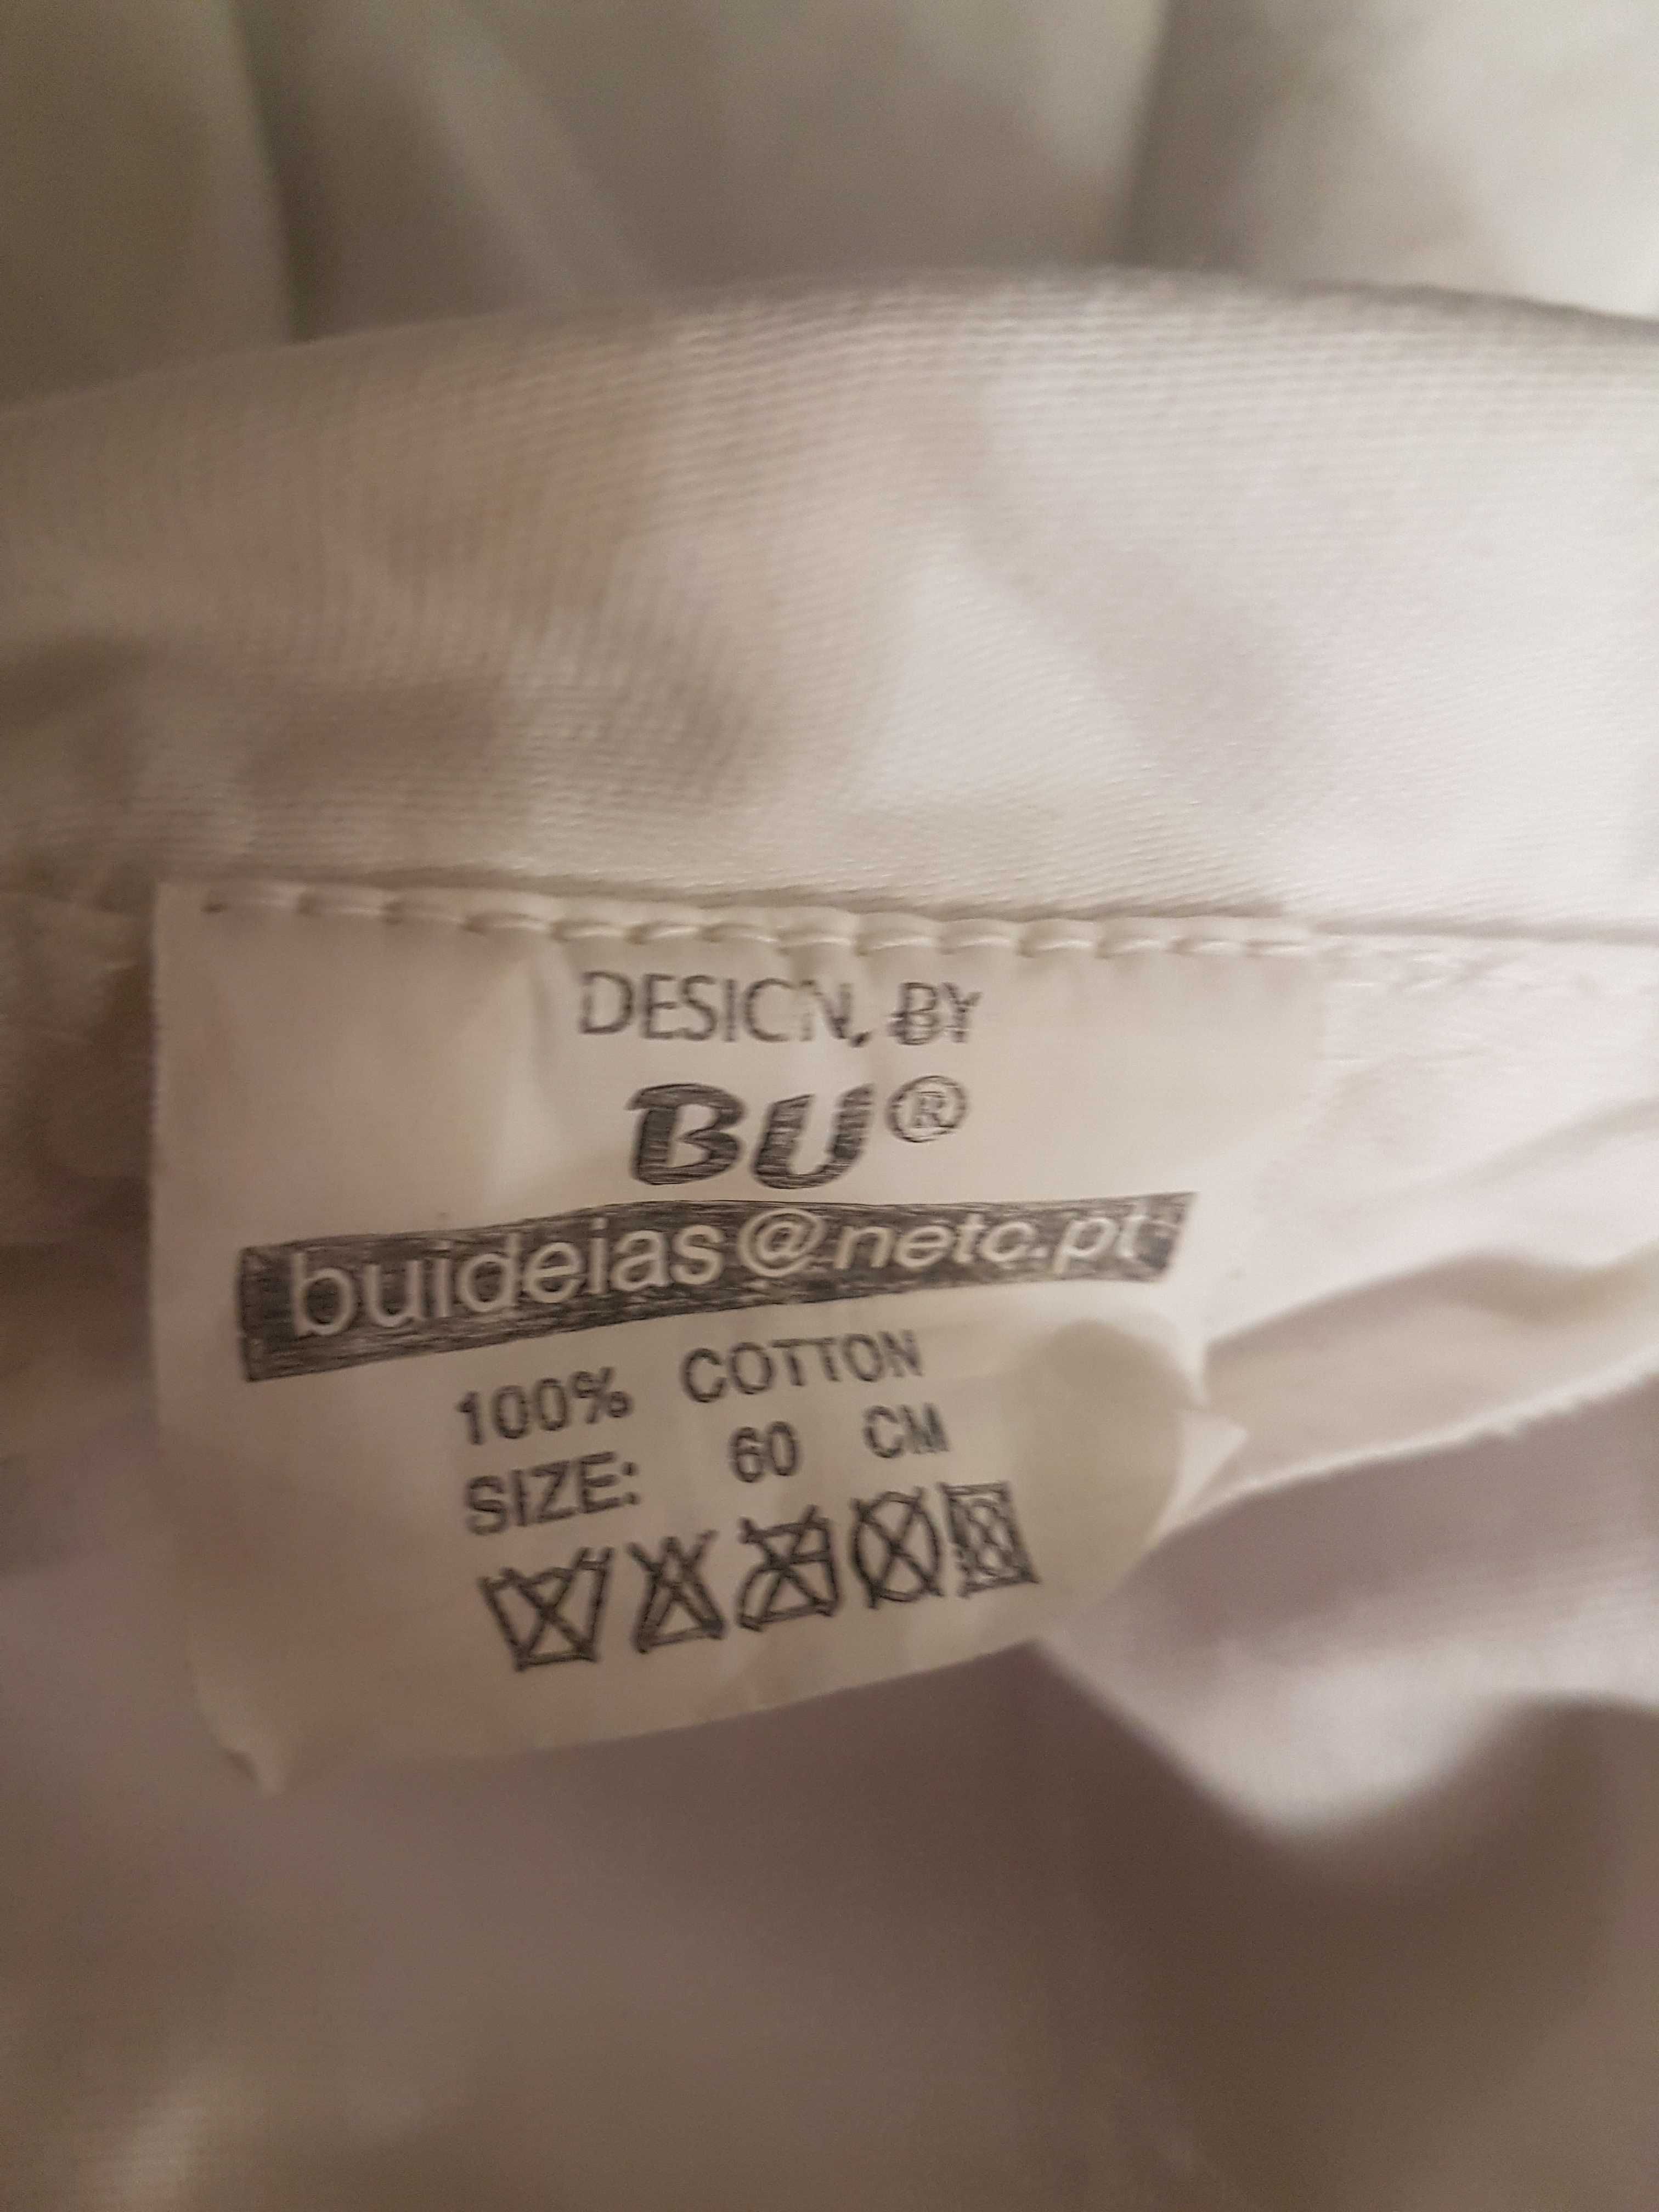 DESIGN, BY
BU®
buideias@netc.pt
100% COTTON
SIZE: 60 CM